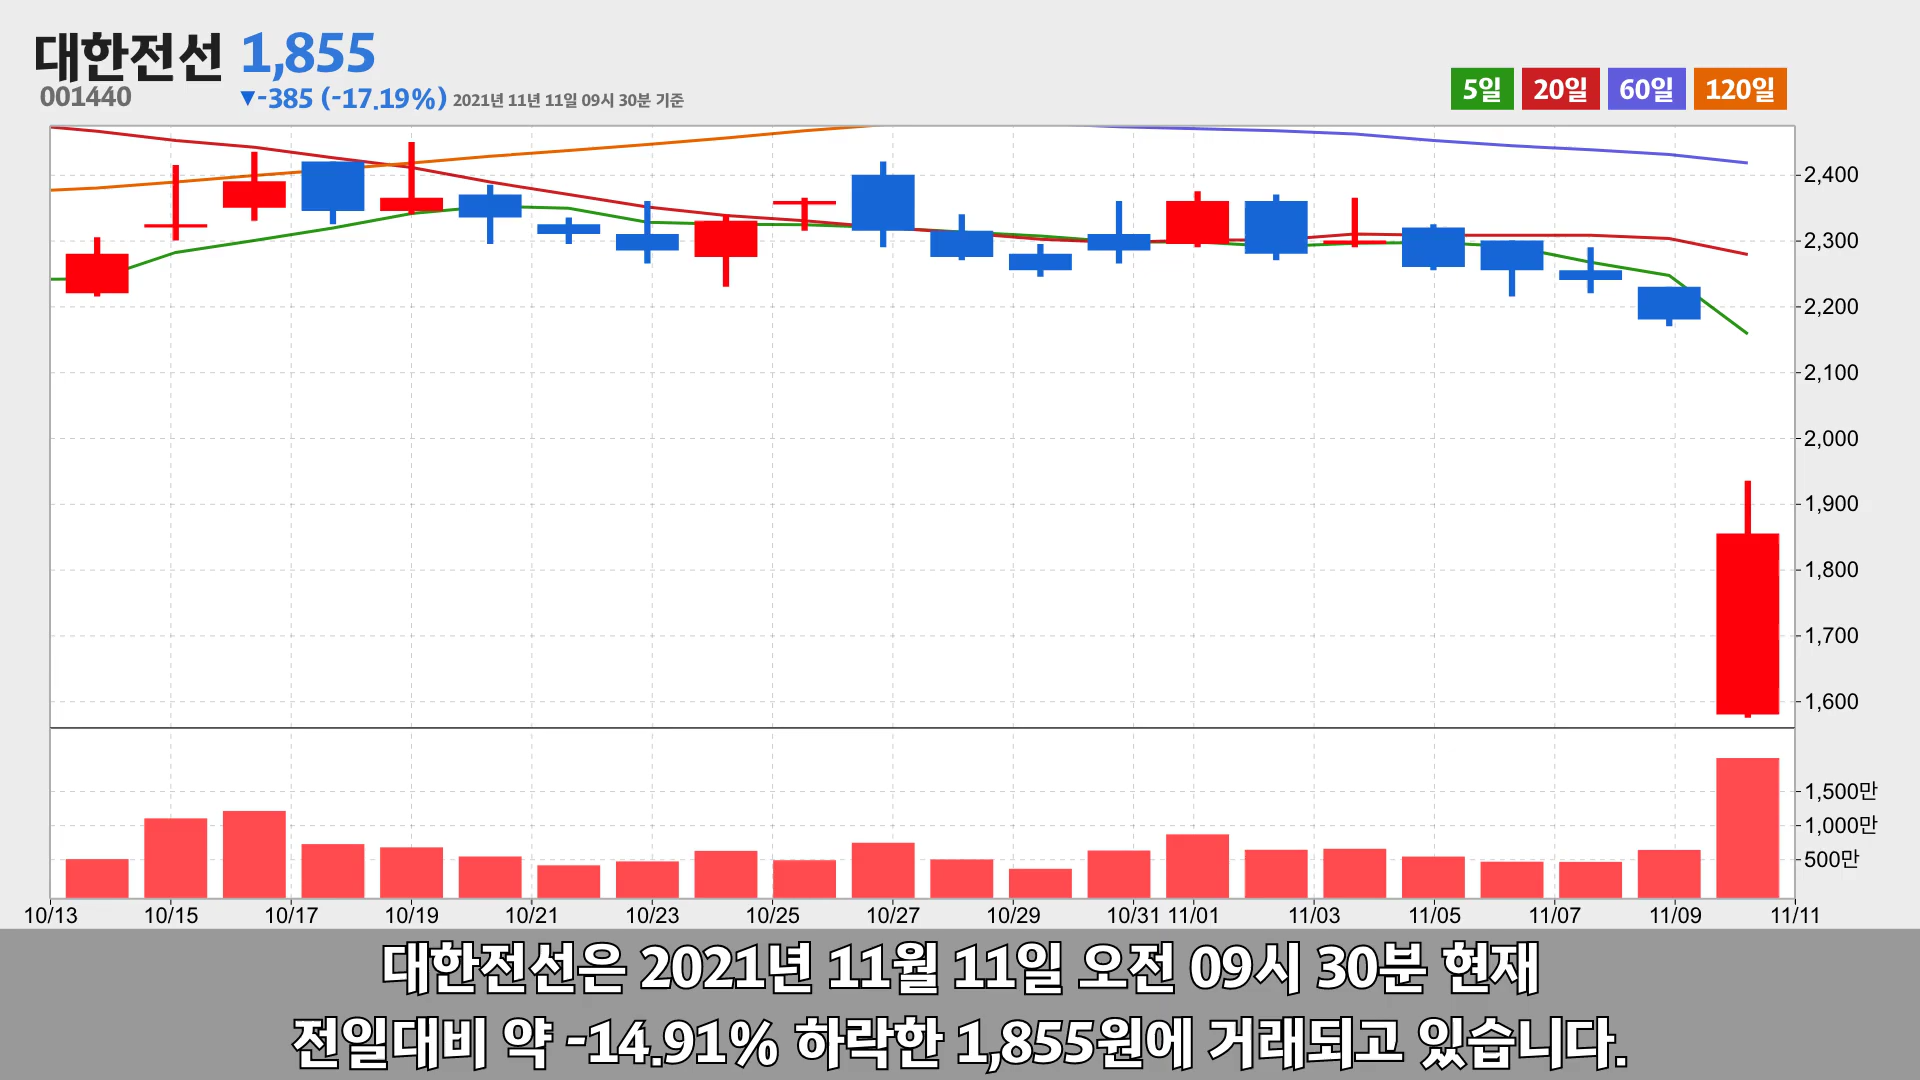 대한전선 1,855
001440 ▼-385 (-17.19%) 2021년 11년 11일 09시 30분 기준
5일 20일 60일 120일
2,400
2,300
2,200
2,100
2,000
1,900
1,800
1,700
1,600
1,500만
1,000만
500만
10/13 10/15 10/17 10/19 10/21 10/23 10/25 10/27 10/29 10/31 11/01 11/03 11/05 11/07 11/09 11/11
대한전선은 2021년 11월 11일 오전 09시 30분 현재
전일대비 약 -14.91% 하락한 1,855원에 거래되고 있습니다.